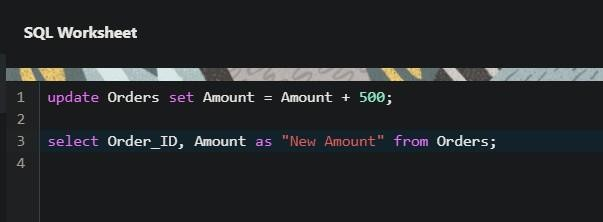 SQL Worksheet
1 update Orders set Amount = Amount + 500;
2
3 select Order_ID, Amount as "New Amount" from Orders;
4